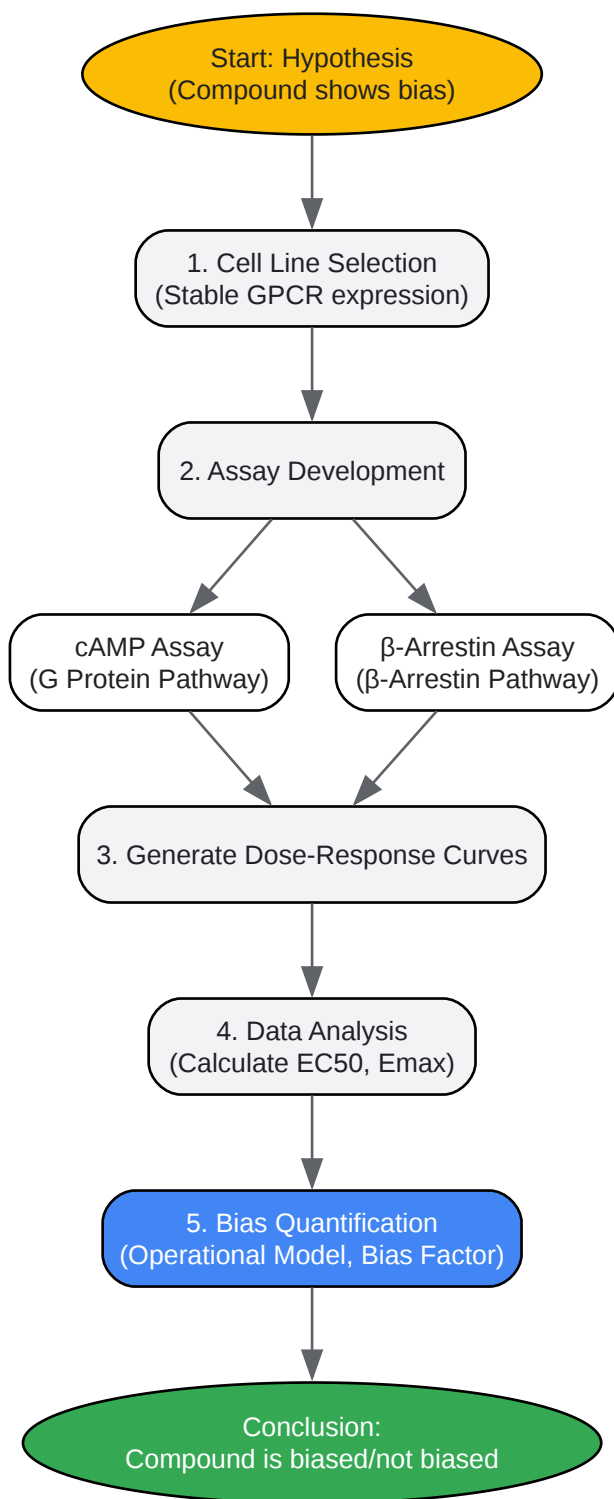 Start: Hypothesis
(Compound shows bias)
1. Cell Line Selection
(Stable GPCR expression)
2. Assay Development
cAMP Assay
(G Protein Pathway)
β-Arrestin Assay
(β-Arrestin Pathway)
3. Generate Dose-Response Curves
4. Data Analysis
(Calculate EC50, Emax)
5. Bias Quantification
(Operational Model, Bias Factor)
Conclusion:
Compound is biased/not biased